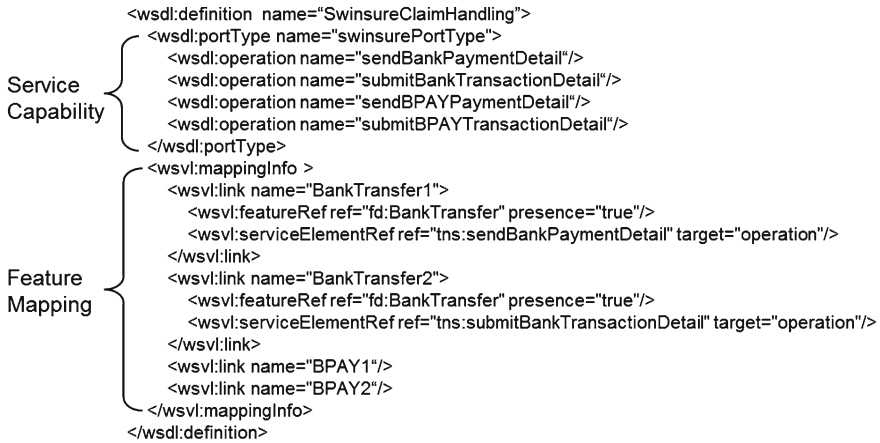 <wsdl:definition name=“SwinsureClaimHandling”>
<wsdl:portType name="swinsurePortType">
<wsdl:operation name="sendBankPaymentDetail“/>
<wsdl:operation name="submitBankTransactionDetail“/>
<wsdl:operation name="sendBPAYPaymentDetail“/>
<wsdl:operation name="submitBPAYTransactionDetail“/>
</wsdl:portType>
Service
Capability
<wsvl:mappingInfo >
<wsvl:link name="BankTransfer1">
<wsvl:featureRef ref="fd:BankTransfer" presence="true"/>
<wsvl:serviceElementRef ref="tns:sendBankPaymentDetail" target="operation"/>
</wsvl:link>
<wsvl:link name="BankTransfer2">
<wsvl:featureRef ref="fd:BankTransfer" presence="true"/>
<wsvl:serviceElementRef ref="tns:submitBankTransactionDetail" target="operation"/>
</wsvl:link>
<wsvl:link name="BPAY1“/>
<wsvl:link name="BPAY2“/>
</wsvl:mappingInfo>
Feature
Mapping
</wsdl:definition>